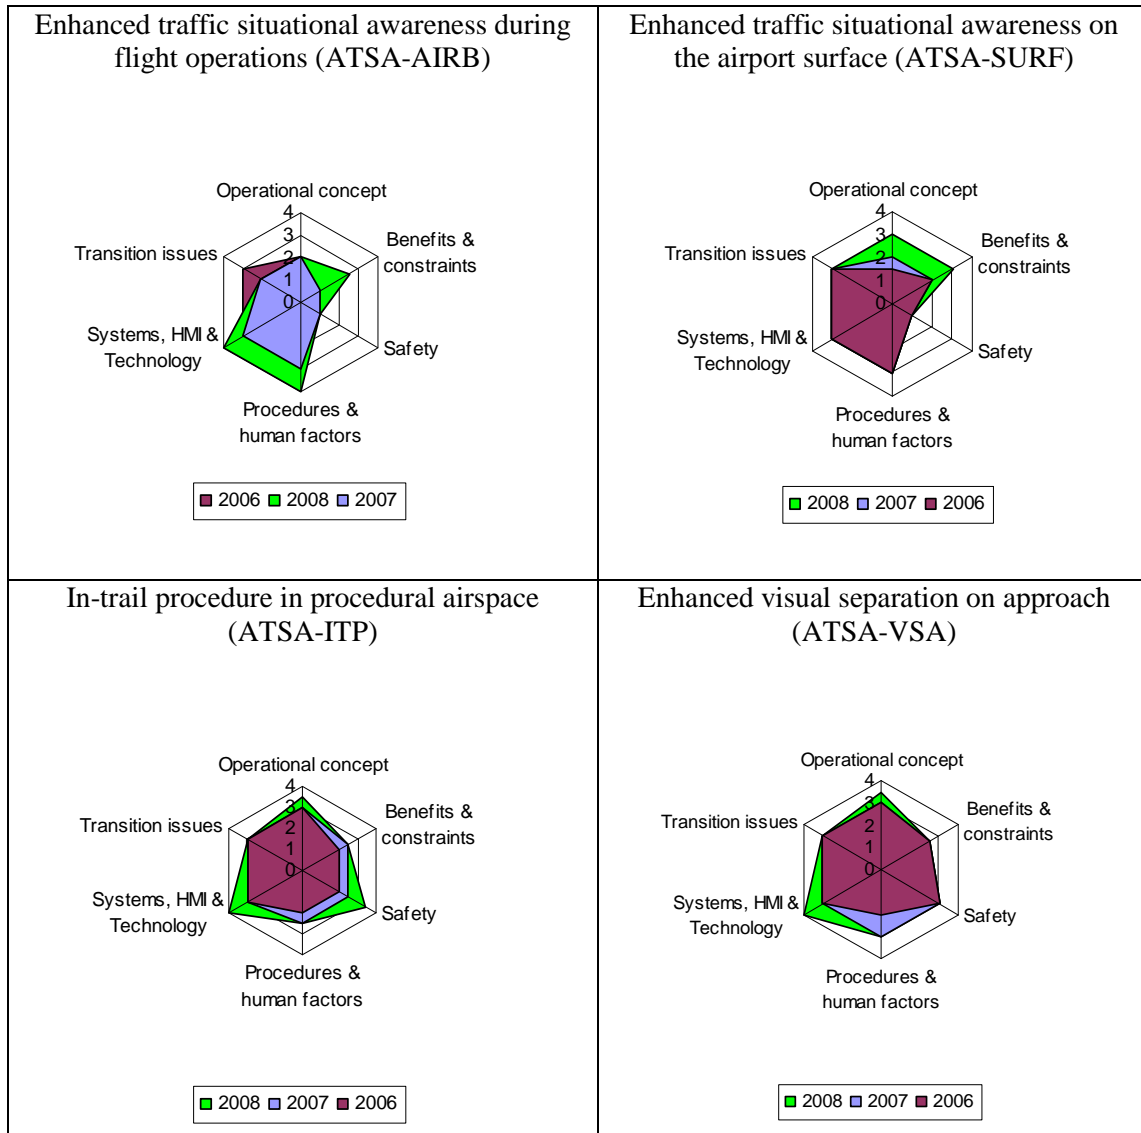 Enhanced traffic situational awareness during
flight operations (ATSA-AIRB)
Operational concept
4
3
2
1
0
Benefits &
constraints
Safety
Procedures &
human factors
Systems, HMI &
Technology
Transition issues
2006 2008 2007
Enhanced traffic situational awareness on
the airport surface (ATSA-SURF)
Operational concept
4
3
2
1
0
Benefits &
constraints
Safety
Procedures &
human factors
Systems, HMI &
Technology
Transition issues
2008 2007 2006
In-trail procedure in procedural airspace
(ATSA-ITP)
Operational concept
4
3
2
1
0
Benefits &
constraints
Safety
Procedures &
human factors
Systems, HMI &
Technology
Transition issues
2008 2007 2006
Enhanced visual separation on approach
(ATSA-VSA)
Operational concept
4
3
2
1
0
Benefits &
constraints
Safety
Procedures &
human factors
Systems, HMI &
Technology
Transition issues
2008 2007 2006